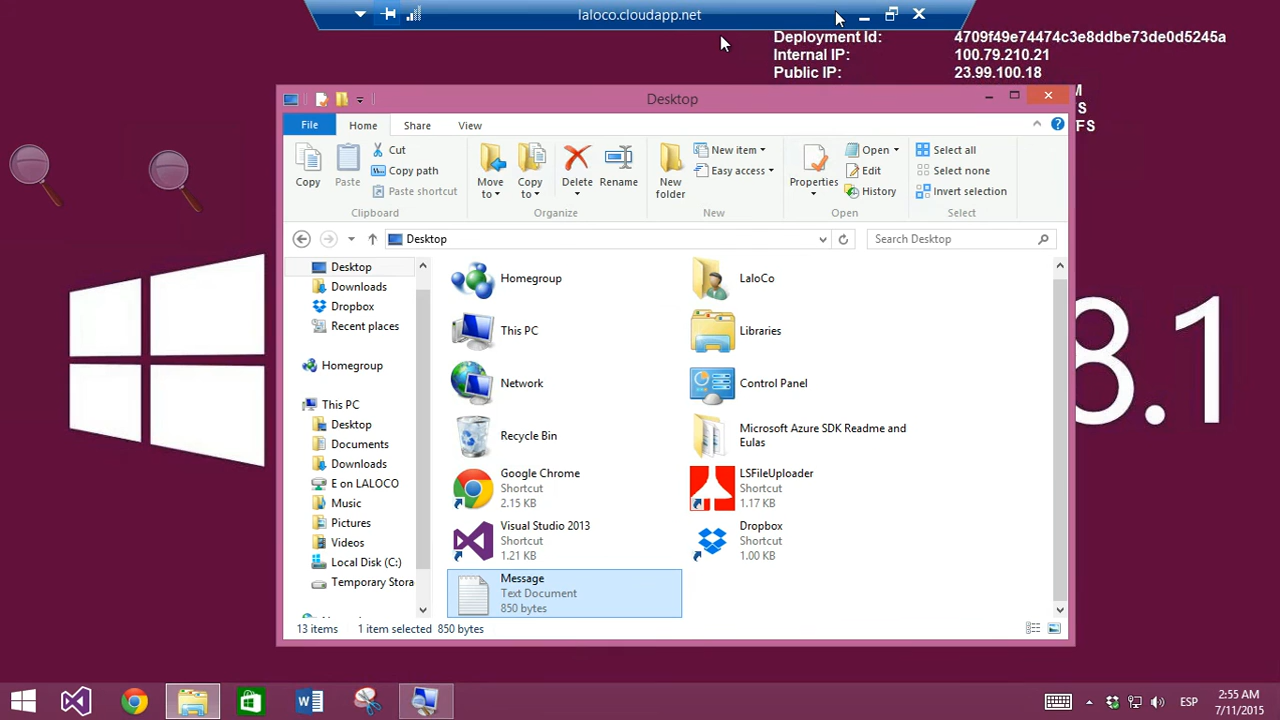 laloco.cloudapp.net
Deployment Id: 4709f49e74474c3e8ddbe73de0d5245a
Internal IP: 100.79.210.21
Public IP: 23.99.100.18
M
S
FS
Desktop
File Home Share View
Copy
Paste
Cut
Copy path
Paste shortcut
Clipboard
Move to
Copy to
Delete
Rename
Organize
New folder
New item
Easy access
New
Properties
Open
Edit
History
Open
Select all
Select none
Invert selection
Select
Desktop
Search Desktop
Desktop
Downloads
Dropbox
Recent places
Homegroup
This PC
Desktop
Documents
Downloads
E on LALOCO
Music
Pictures
Videos
Local Disk (C:)
Temporary Stora
Homegroup
LaloCo
This PC
Libraries
Network
Control Panel
Recycle Bin
Microsoft Azure SDK Readme and
Eulas
Google Chrome
Shortcut
2.15 KB
LSFileUploader
Shortcut
1.17 KB
Visual Studio 2013
Shortcut
1.21 KB
Dropbox
Shortcut
1.00 KB
Message
Text Document
850 bytes
13 items 1 item selected 850 bytes
8.1
ESP
2:55 AM
7/11/2015